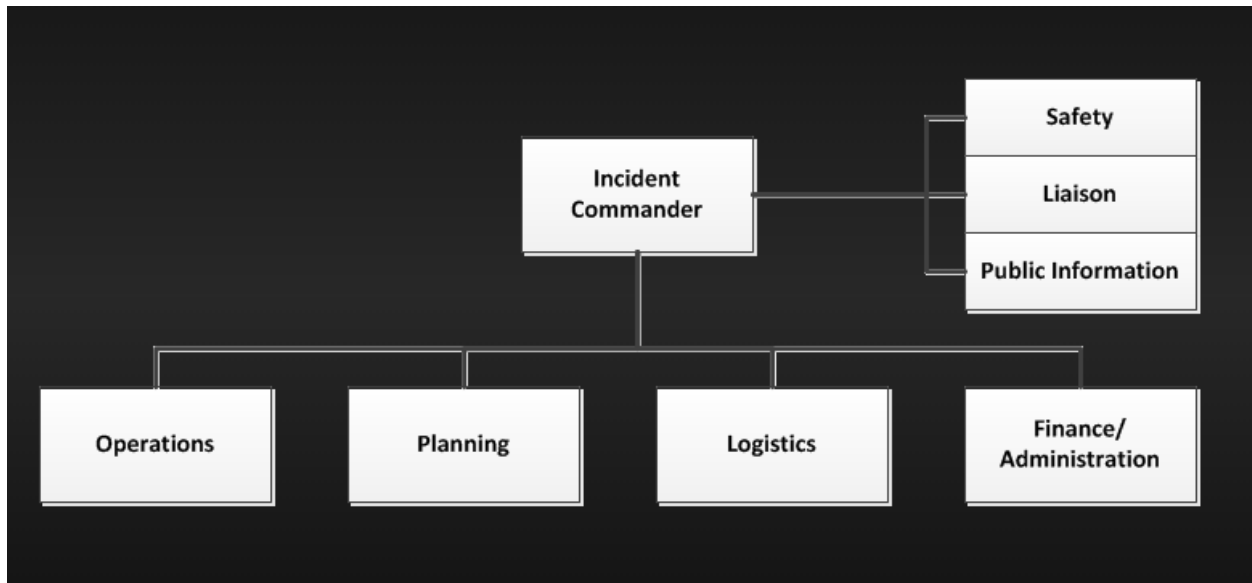 Safety
Incident
Commander
Liaison
Public Information
Operations
Planning
Logistics
Finance/
Administration